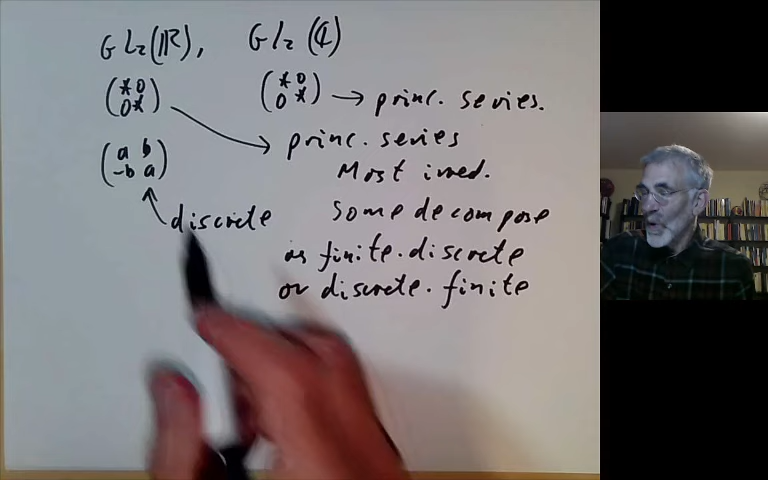 GL₂(ℝ), GL₂(ℂ)
(* 0
0 *)
(* 0
0 *) → princ. series.
princ. series
(a b
-b a)
Most irred.
discrete
some decompose
as finite.discrete
or discrete.finite